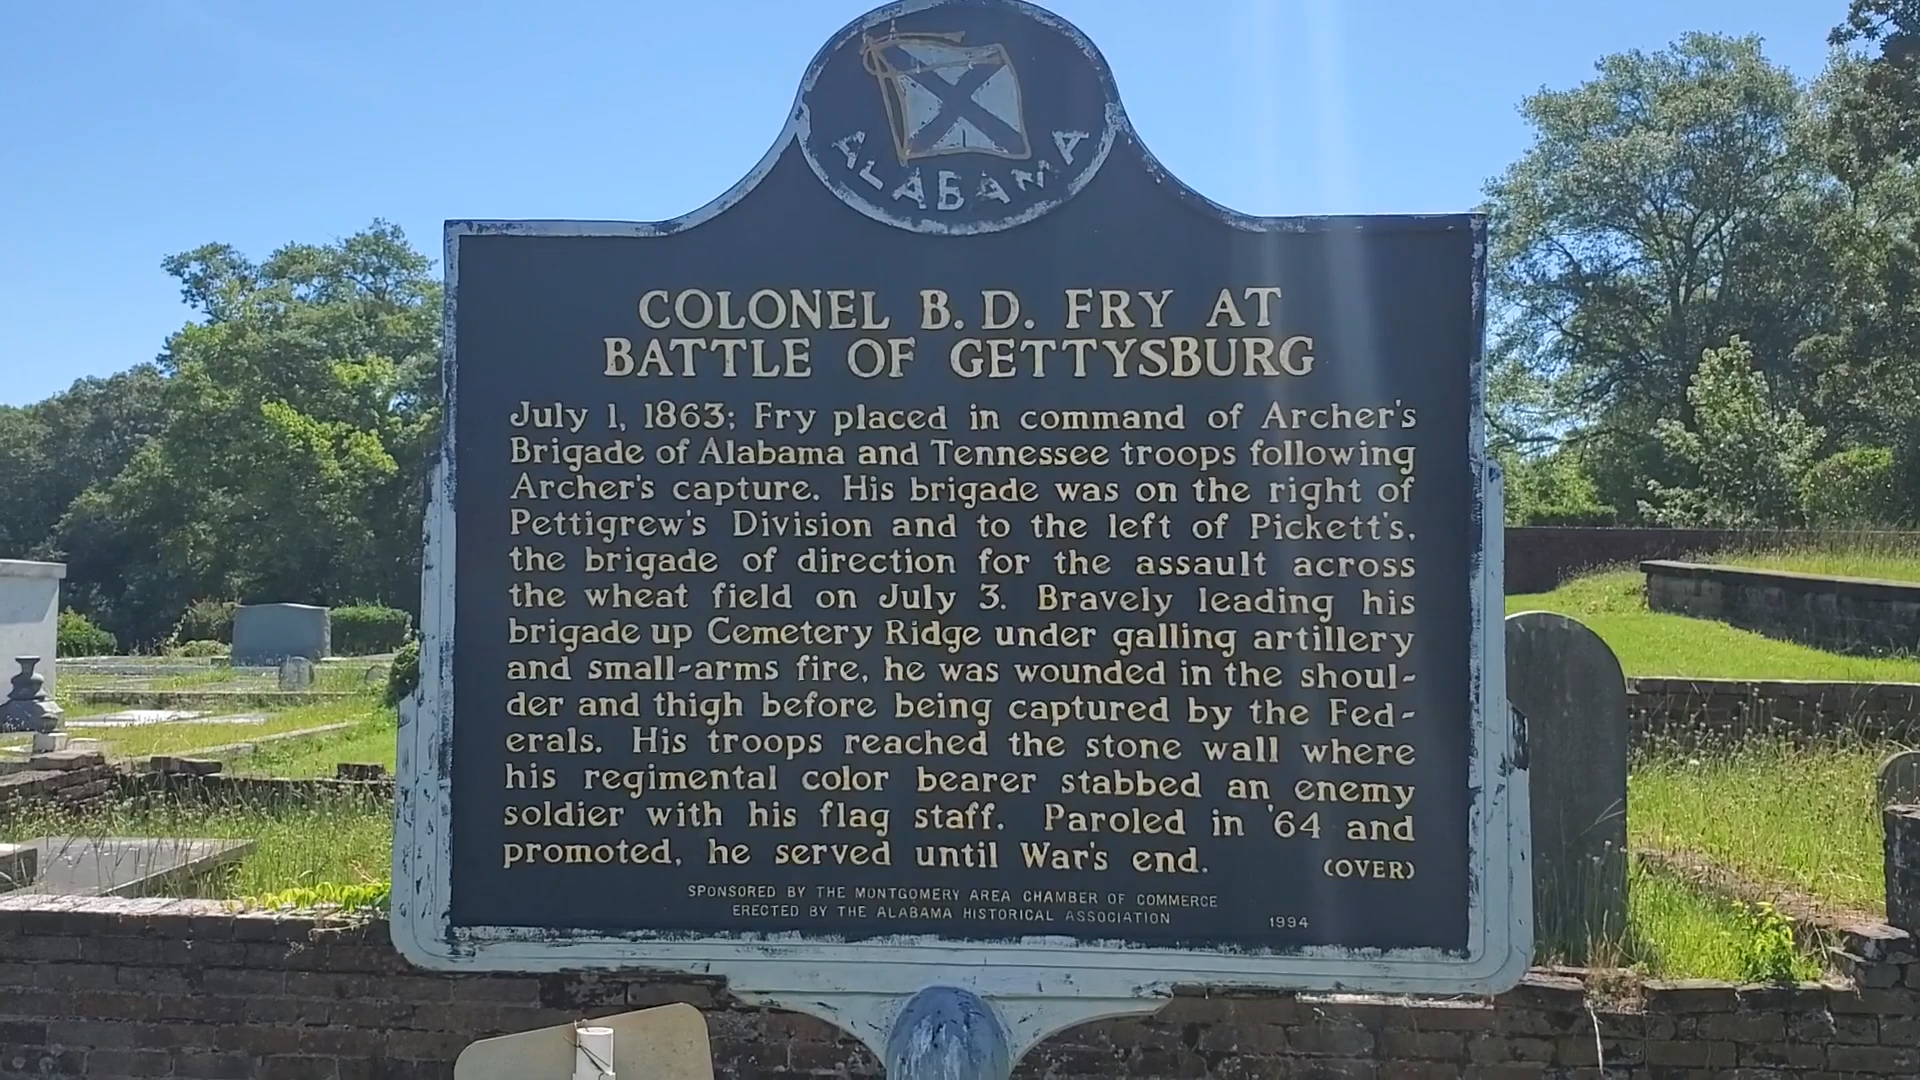 ALABAMA
COLONEL B. D. FRY AT
BATTLE OF GETTYSBURG
July 1, 1863; Fry placed in command of Archer's
Brigade of Alabama and Tennessee troops following
Archer's capture. His brigade was on the right of
Pettigrew's Division and to the left of Pickett's,
the brigade of direction for the assault across
the wheat field on July 3. Bravely leading his
brigade up Cemetery Ridge under galling artillery
and small-arms fire, he was wounded in the shoul-
der and thigh before being captured by the Fed-
erals. His troops reached the stone wall where
his regimental color bearer stabbed an enemy
soldier with his flag staff. Paroled in '64 and
promoted, he served until War's end. (OVER)
SPONSORED BY THE MONTGOMERY AREA CHAMBER OF COMMERCE
ERECTED BY THE ALABAMA HISTORICAL ASSOCIATION 1994